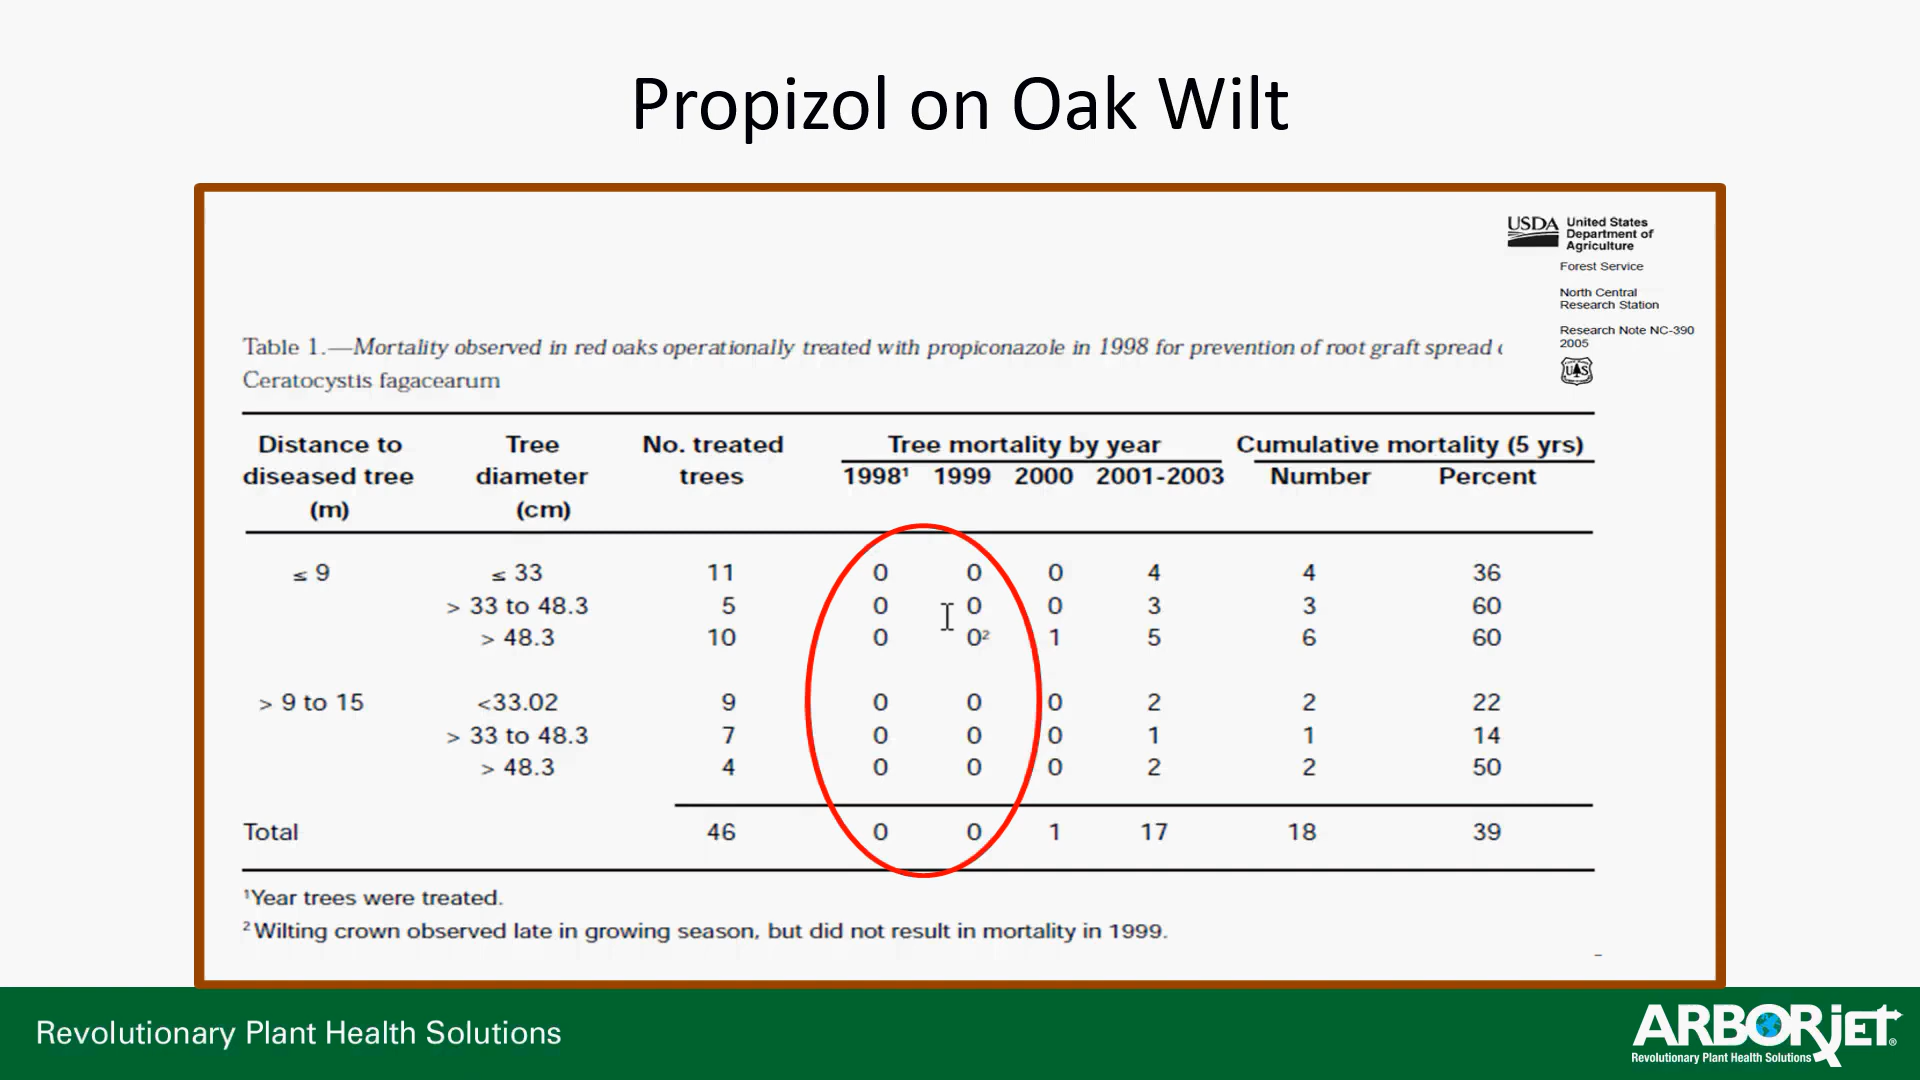 Propizol on Oak Wilt
USDA United States
Department of
Agriculture
Forest Service
North Central
Research Station
Research Note NC-390
2005
Table 1.—Mortality observed in red oaks operationally treated with propiconazole in 1998 for prevention of root graft spread
Ceratocystis fagacearum
Distance to Tree No. treated Tree mortality by year Cumulative mortality (5 yrs)
diseased tree diameter trees 1998¹ 1999 2000 2001-2003 Number Percent
(m) (cm)
≤ 9 ≤ 33 11 0 0 0 4 4 36
> 33 to 48.3 5 0 0 0 3 3 60
> 48.3 10 0 0² 1 5 6 60
> 9 to 15 <33.02 9 0 0 0 2 2 22
> 33 to 48.3 7 0 0 0 1 1 14
> 48.3 4 0 0 0 2 2 50
Total 46 0 0 1 17 18 39
¹Year trees were treated.
² Wilting crown observed late in growing season, but did not result in mortality in 1999.
Revolutionary Plant Health Solutions
ARBORjet®
Revolutionary Plant Health Solutions